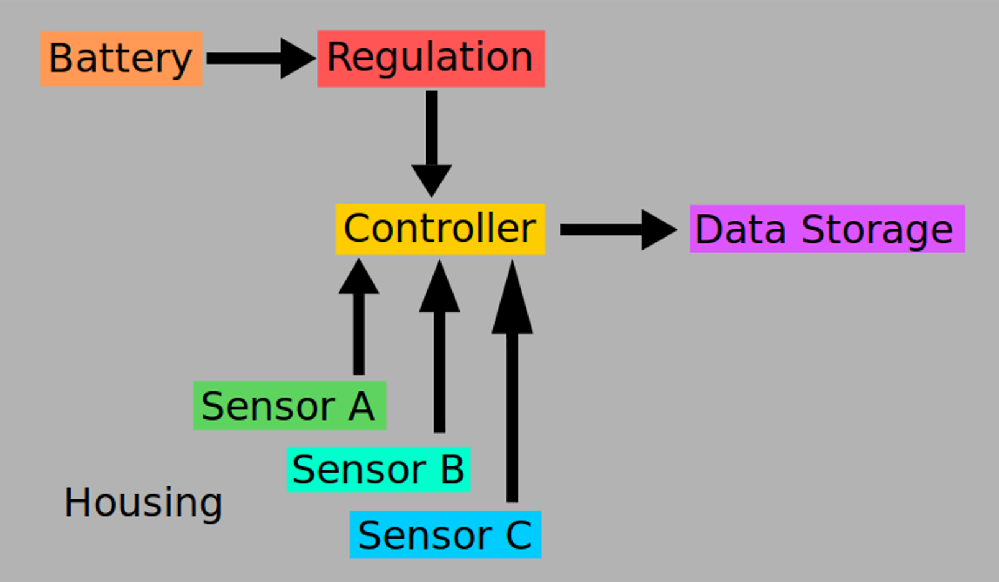 Battery
Regulation
Controller
Data Storage
Sensor A
Sensor B
Housing
Sensor C